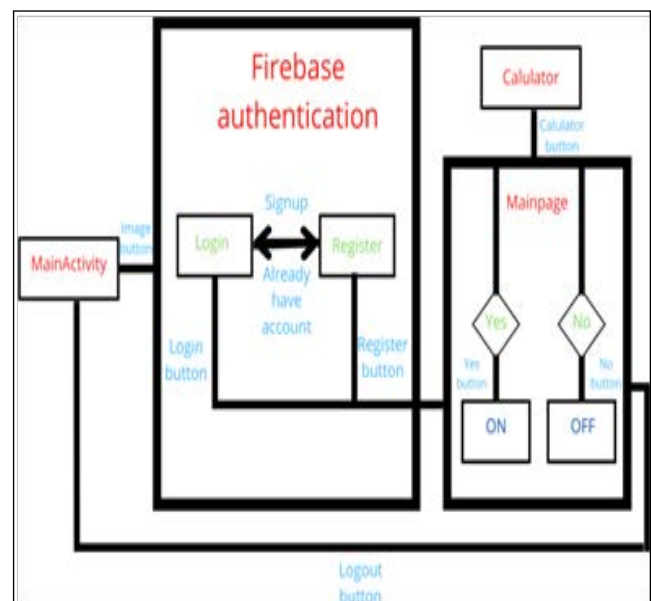 Firebase
authentication
Calulator
Calulator
button
Signup
Mainpage
Image
button
Login
Register
MainActivity
Already
have
account
Yes
No
Login
button
Register
button
Yes
button
No
button
ON
OFF
Logout
button